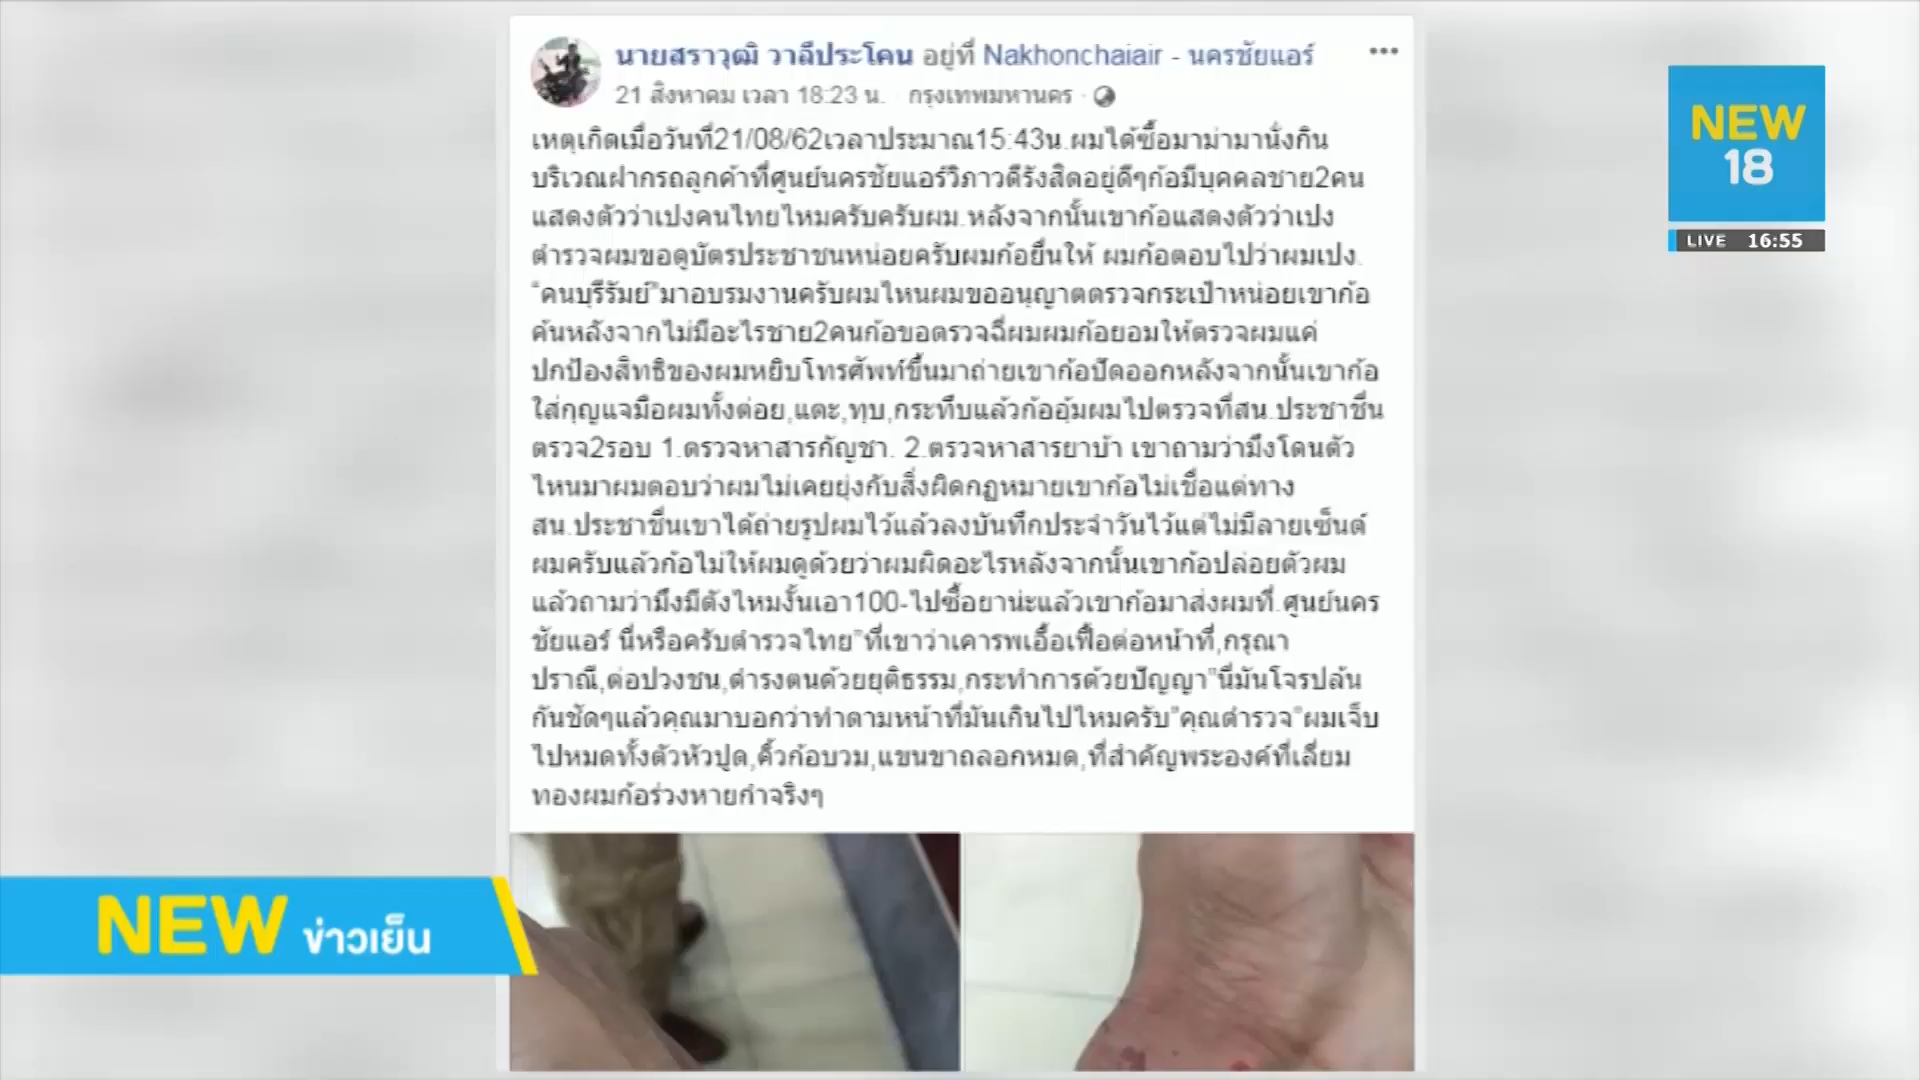 นายสราวุฒิ วาลีประโคน อยู่ที่ Nakhonchaiair - นครชัยแอร์
21 สิงหาคม เวลา 18:23 น. · กรุงเทพมหานคร ·
เหตุเกิดเมื่อวันที่21/08/62เวลาประมาณ15:43น.ผมได้ซื้อมาม่ามานั่งกิน
บริเวณฝากรถลูกค้าที่ศูนย์นครชัยแอร์วิภาวดีรังสิตอยู่ดีๆก้อมีบุคคลชาย2คน
แสดงตัวว่าเปงคนไทยไหมครับครับผม.หลังจากนั้นเขาก้อแสดงตัวว่าเปง
ตำรวจผมขอดูบัตรประชาชนหน่อยครับผมก้อยื่นให้ ผมก้อตอบไปว่าผมเปง.
“คนบุรีรัมย์”มาอบรมงานครับผมไหนผมขออนุญาตตรวจกระเป๋าหน่อยเขาก้อ
ค้นหลังจากไม่มีอะไรชาย2คนก้อขอตรวจฉี่ผมผมก้อยอมให้ตรวจผมแค่
ปกป้องสิทธิของผมหยิบโทรศัพท์ขึ้นมาถ่ายเขาก้อปัดออกหลังจากนั้นเขาก้อ
ใส่กุญแจมือผมทั้งต่อย,แตะ,ทุบ,กระทืบแล้วก้ออุ้มผมไปตรวจที่สน.ประชาชื่น
ตรวจ2รอบ 1.ตรวจหาสารกัญชา. 2.ตรวจหาสารยาบ้า เขาถามว่ามึงโดนตัว
ไหนมาผมตอบว่าผมไม่เคยยุ่งกับสิ่งผิดกฎหมายเขาก้อไม่เชื่อแต่ทาง
สน.ประชาชื่นเขาได้ถ่ายรูปผมไว้แล้วลงบันทึกประจำวันไว้แต่ไม่มีลายเซ็นต์
ผมครับแล้วก้อไม่ให้ผมดูด้วยว่าผมผิดอะไรหลังจากนั้นเขาก้อปล่อยตัวผม
แล้วถามว่ามึงมีตังไหมงั้นเอา100-ไปซื้อยาน่ะแล้วเขาก้อมาส่งผมที่.ศูนย์นคร
ชัยแอร์ นี่หรือครับตำรวจไทย"ที่เขาว่าเคารพเอื้อเฟื้อต่อหน้าที่,กรุณา
ปราณี,ต่อปวงชน,ดำรงตนด้วยยุติธรรม,กระทำการด้วยปัญญา"นี่มันโจรปล้น
กันชัดๆแล้วคุณมาบอกว่าทำตามหน้าที่มันเกินไปไหมครับ"คุณตำรวจ"ผมเจ็บ
ไปหมดทั้งตัวหัวปูด,คิ้วก้อบวม,แขนขาถลอกหมด,ที่สำคัญพระองค์ที่เลี่ยม
ทองผมก้อร่วงหายกำจริงๆ
NEW
18
LIVE 16:55
NEW ข่าวเย็น